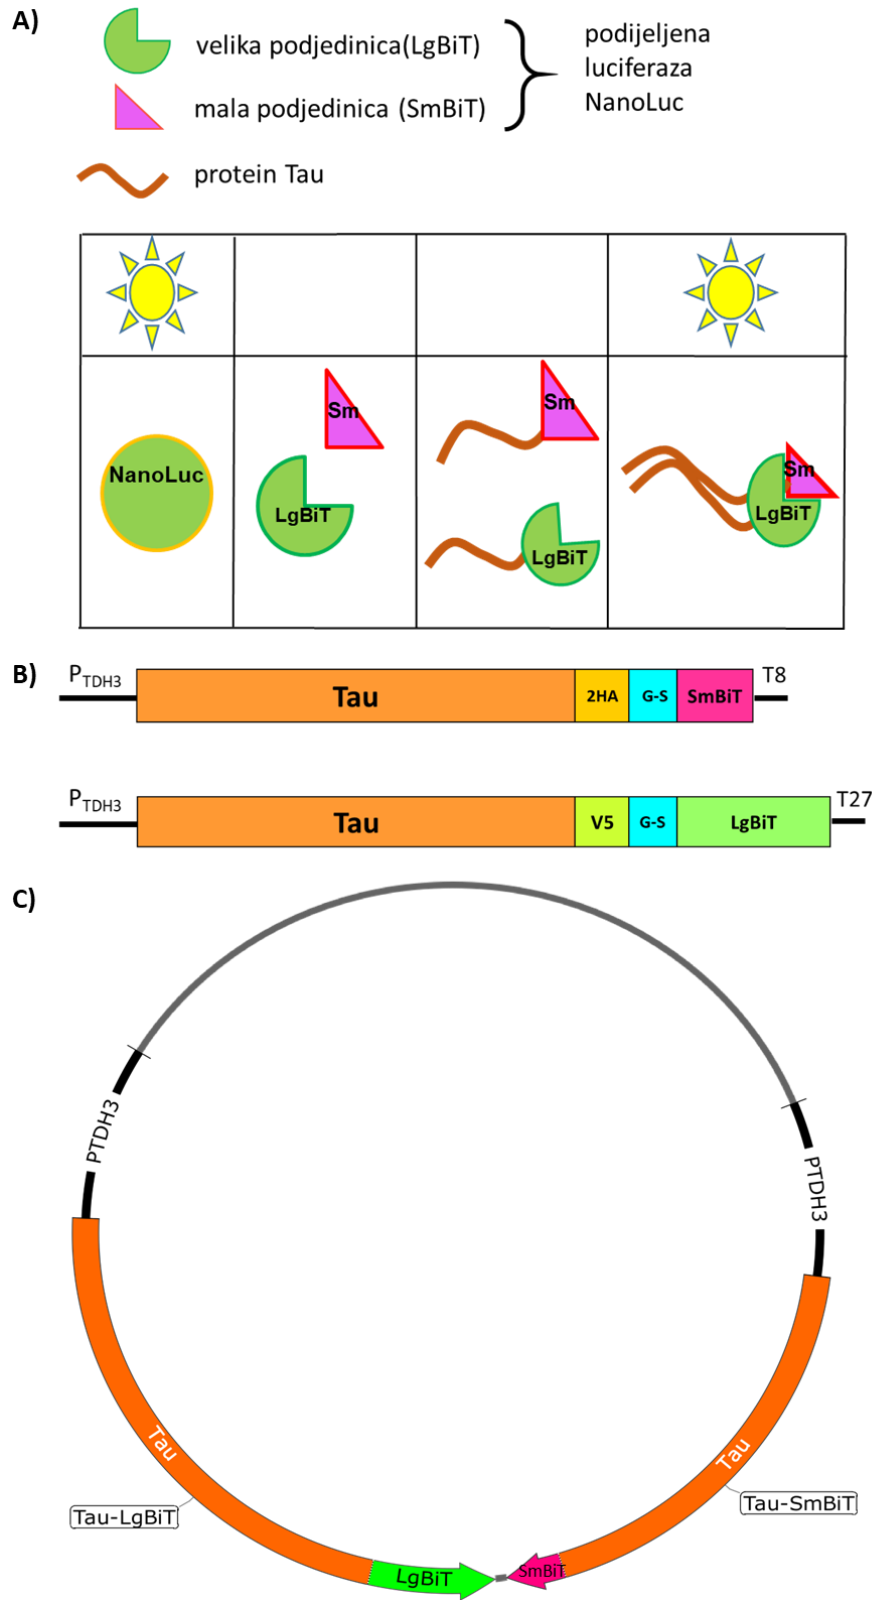 A)
velika podjedinica(LgBiT)
mala podjedinica (SmBiT)
podijeljena
luciferaza
NanoLuc
protein Tau
NanoLuc
Sm
LgBiT
Sm
LgBiT
Sm
LgBiT
B)
PTDH3
Tau
2HA
G-S
SmBiT
T8
PTDH3
Tau
V5
G-S
LgBiT
T27
C)
PTDH3
PTDH3
Tau
Tau
Tau-LgBiT
Tau-SmBiT
LgBiT
SmBiT